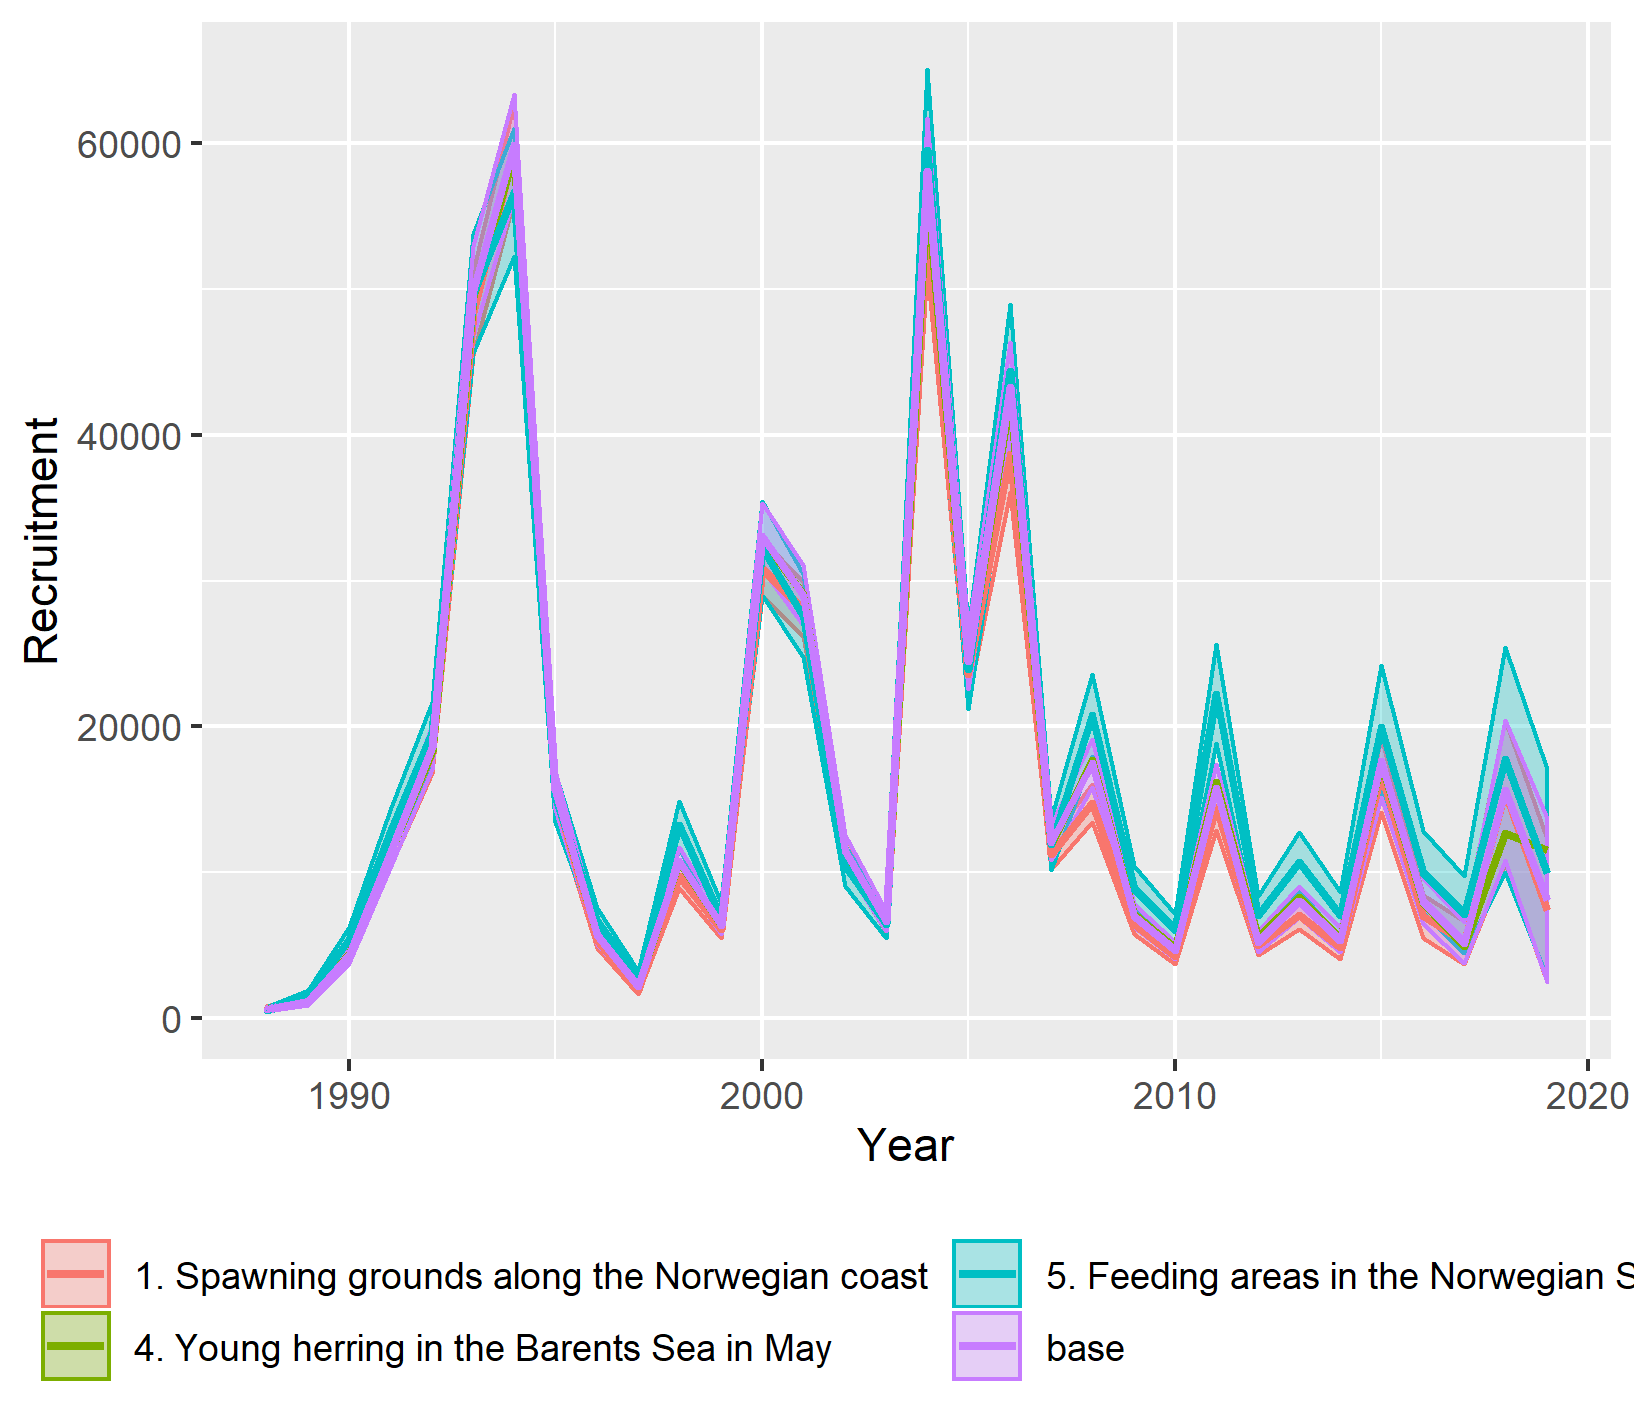 60000
40000
20000
0
Recruitment
1990 2000 2010 2020
Year
1. Spawning grounds along the Norwegian coast
5. Feeding areas in the Norwegian S
4. Young herring in the Barents Sea in May
base